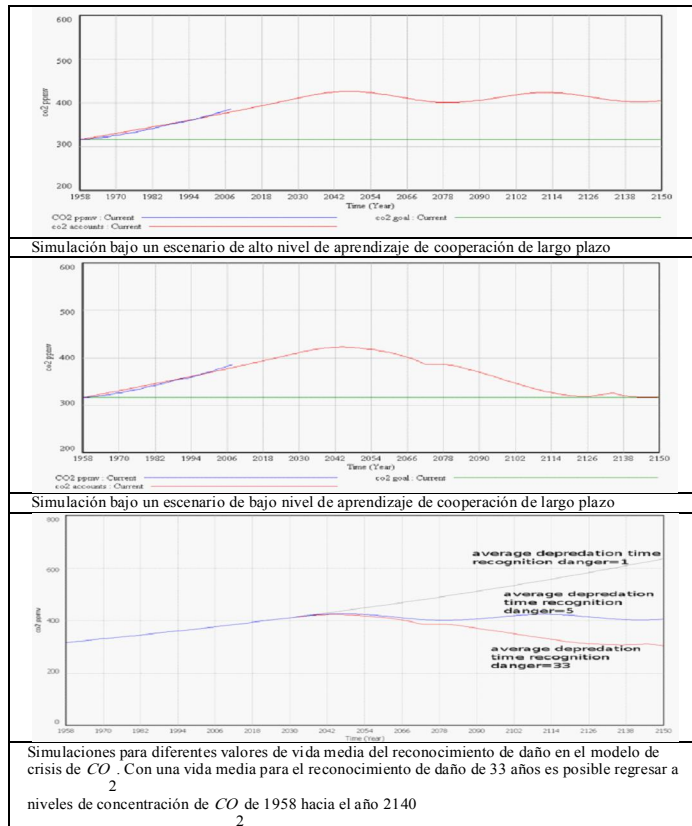 600
500
400
300
200
co2 ppmv
1958 1970 1982 1994 2006 2018 2030 2042 2054 2066 2078 2090 2102 2114 2126 2138 2150
Time (Year)
CO2 ppmv : Current
co2 goal : Current
co2 accounts : Current
Simulación bajo un escenario de alto nivel de aprendizaje de cooperación de largo plazo
600
500
400
300
200
co2 ppmv
1958 1970 1982 1994 2006 2018 2030 2042 2054 2066 2078 2090 2102 2114 2126 2138 2150
Time (Year)
CO2 ppmv : Current
co2 goal : Current
co2 accounts : Current
Simulación bajo un escenario de bajo nivel de aprendizaje de cooperación de largo plazo
800
600
400
200
0
co2 ppmv
average depredation time
recognition danger=1
average depredation
time recognition
danger=5
average depredation
time recognition
danger=33
1958 1970 1982 1994 2006 2018 2030 2042 2054 2066 2078 2090 2102 2114 2126 2138 2150
Time (Year)
Simulaciones para diferentes valores de vida media del reconocimiento de daño en el modelo de
crisis de CO2. Con una vida media para el reconocimiento de daño de 33 años es posible regresar a
niveles de concentración de CO2 de 1958 hacia el año 2140